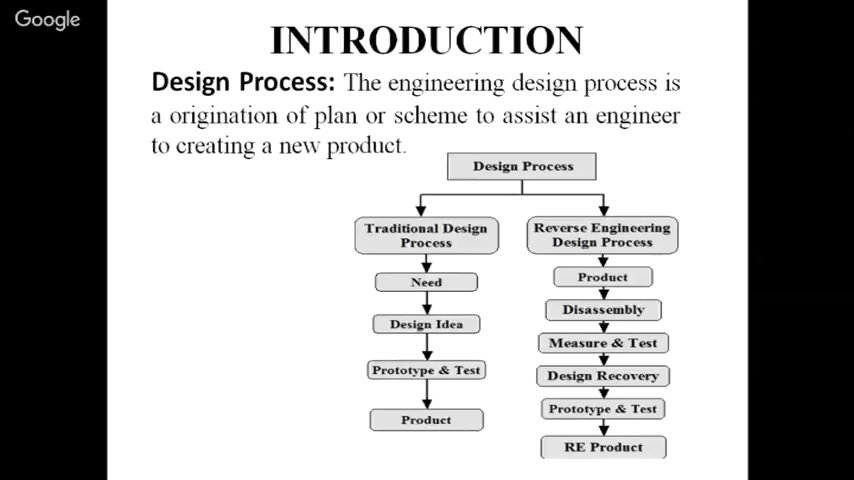 Google
INTRODUCTION
Design Process: The engineering design process is
a origination of plan or scheme to assist an engineer
to creating a new product.
Design Process
Traditional Design
Process
Need
Design Idea
Prototype & Test
Product
Reverse Engineering
Design Process
Product
Disassembly
Measure & Test
Design Recovery
Prototype & Test
RE Product